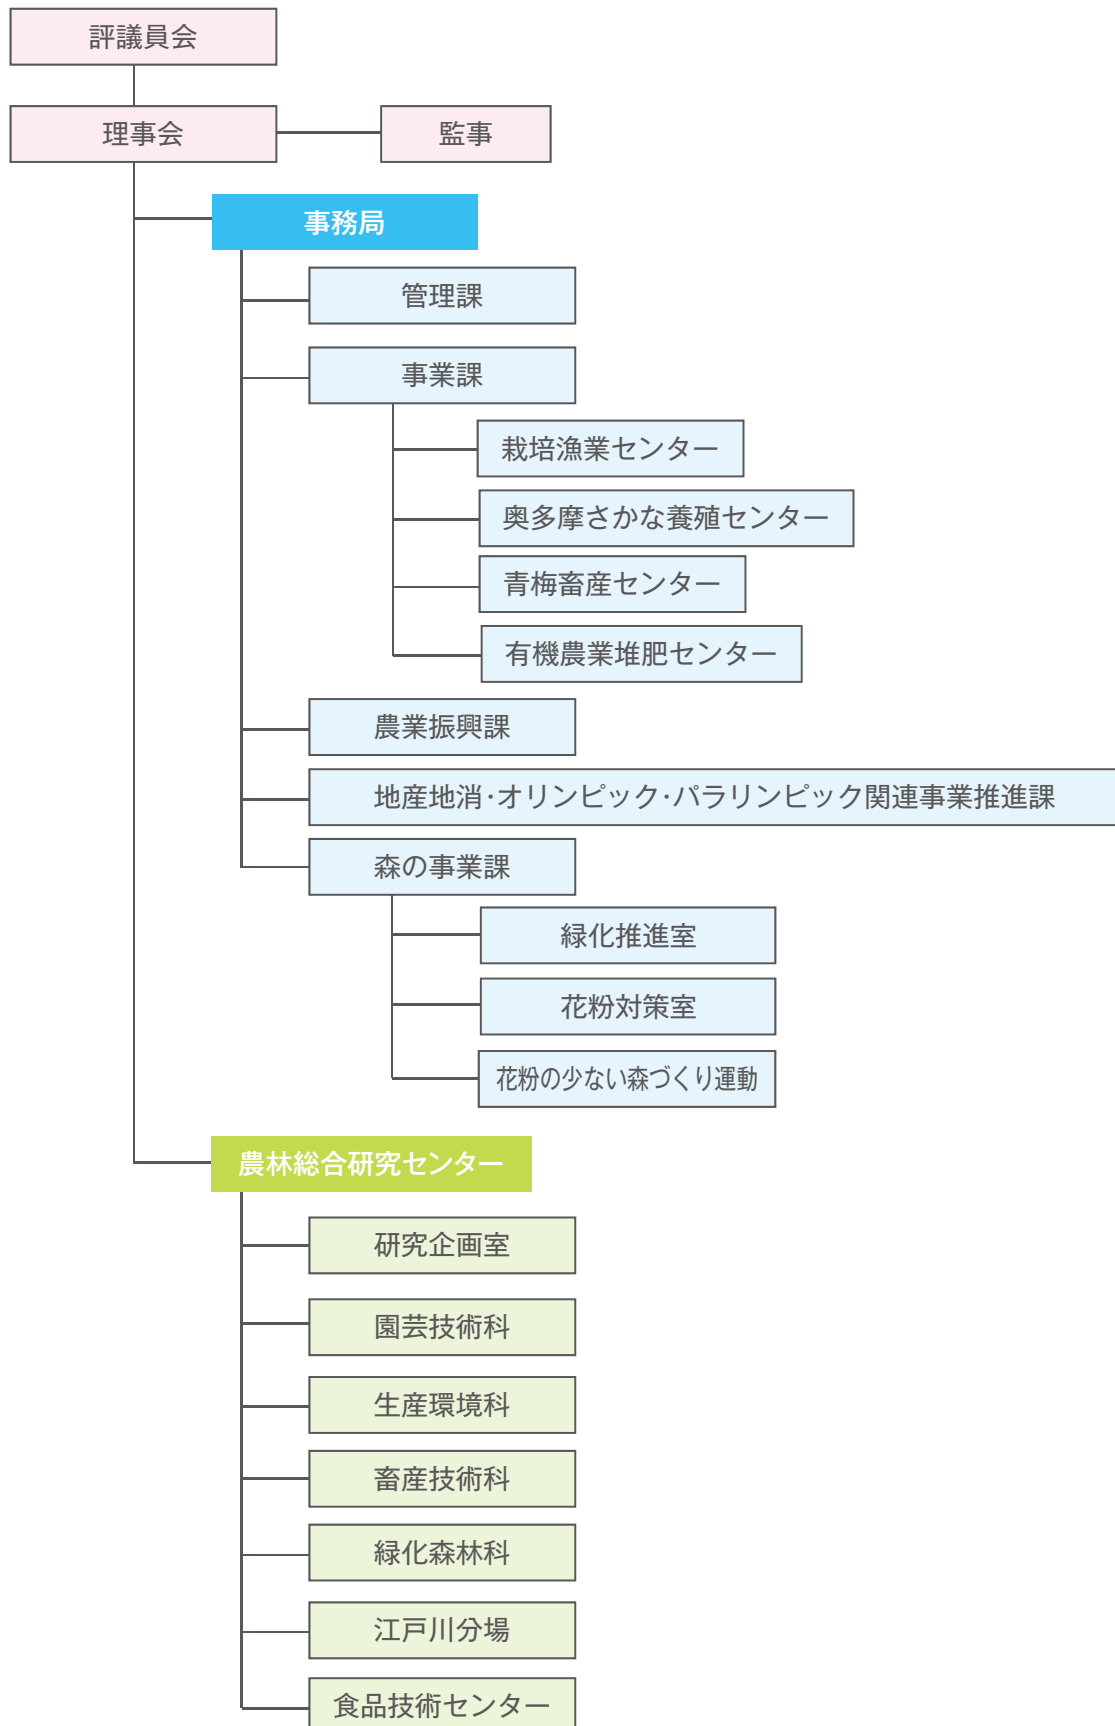 評議員会
理事会
監事
事務局
管理課
事業課
栽培漁業センター
奥多摩さかな養殖センター
青梅畜産センター
有機農業堆肥センター
農業振興課
地産地消･オリンピック･パラリンピック関連事業推進課
森の事業課
緑化推進室
花粉対策室
花粉の少ない森づくり運動
農林総合研究センター
研究企画室
園芸技術科
生産環境科
畜産技術科
緑化森林科
江戸川分場
食品技術センター